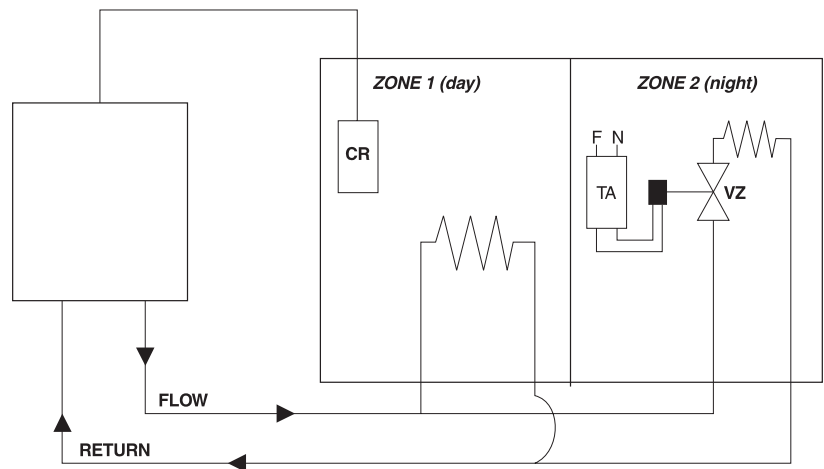 ZONE 1 (day)
ZONE 2 (night)
F N
CR
TA
VZ
FLOW
RETURN